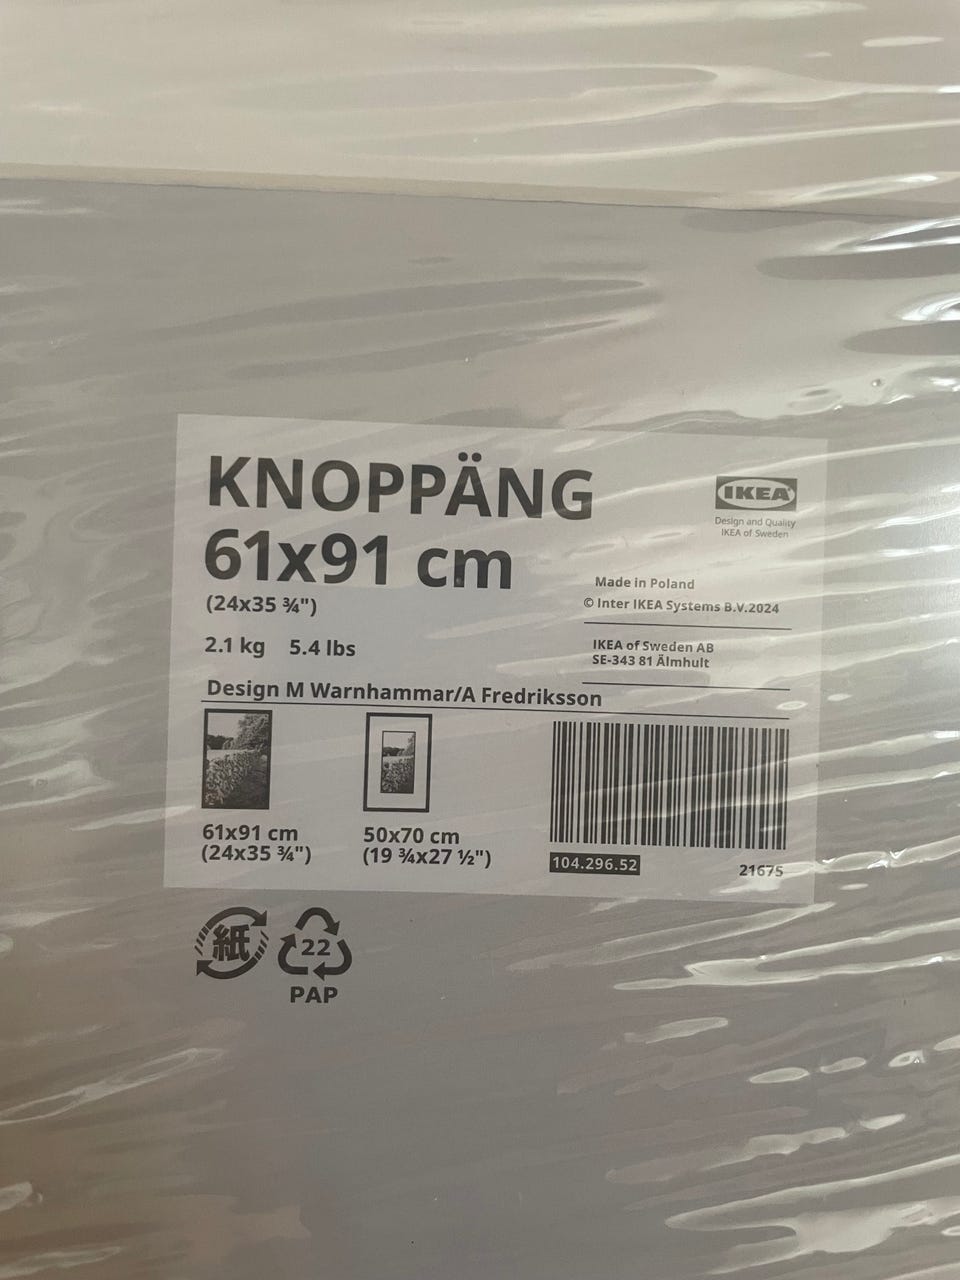 KNOPPÄNG
61x91 cm
(24x35 ¾")
2.1 kg 5.4 lbs
Design M Warnhammar/A Fredriksson
IKEA
Design and Quality
IKEA of Sweden
Made in Poland
© Inter IKEA Systems B.V.2024
IKEA of Sweden AB
SE-343 81 Älmhult
61x91 cm
(24x35 ¾")
50x70 cm
(19 ¾x27 ½")
104.296.52
21675
紙
22
PAP